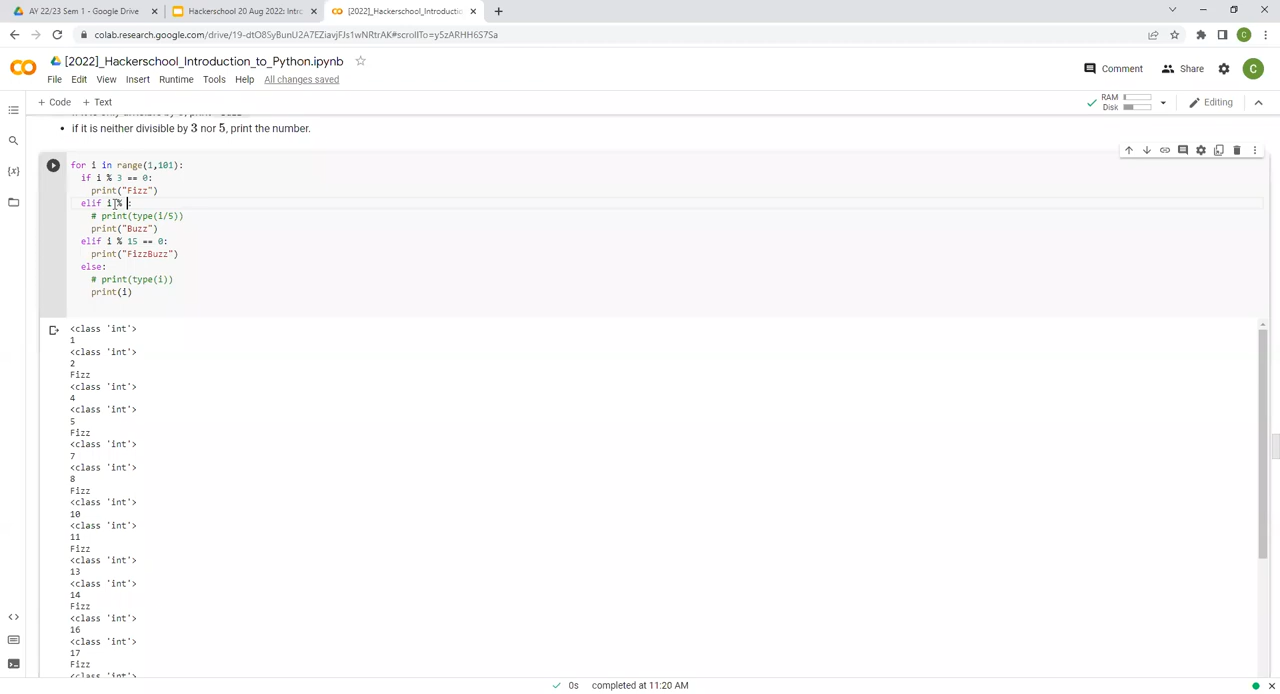 AY 22/23 Sem 1 - Google Drive
Hackerschool 20 Aug 2022: Intro
[2022]_Hackerschool_Introductio
colab.research.google.com/drive/19-dtO8SyBunU2A7EZiavjFJs1wNRtrAK#scrollTo=y5zARHH6S7Sa
C
[2022]_Hackerschool_Introduction_to_Python.ipynb
Comment
Share
C
File Edit View Insert Runtime Tools Help All changes saved
+ Code + Text
RAM
Disk
Editing
• if it is neither divisible by 3 nor 5, print the number.
for i in range(1,101):
if i % 3 == 0:
print("Fizz")
elif i % :
# print(type(i/5))
print("Buzz")
elif i % 15 == 0:
print("FizzBuzz")
else:
# print(type(i))
print(i)
<class 'int'>
1
<class 'int'>
2
Fizz
<class 'int'>
4
<class 'int'>
5
Fizz
<class 'int'>
7
<class 'int'>
8
Fizz
<class 'int'>
10
<class 'int'>
11
Fizz
<class 'int'>
13
<class 'int'>
14
Fizz
<class 'int'>
16
<class 'int'>
17
Fizz
<class 'int'>
0s completed at 11:20 AM